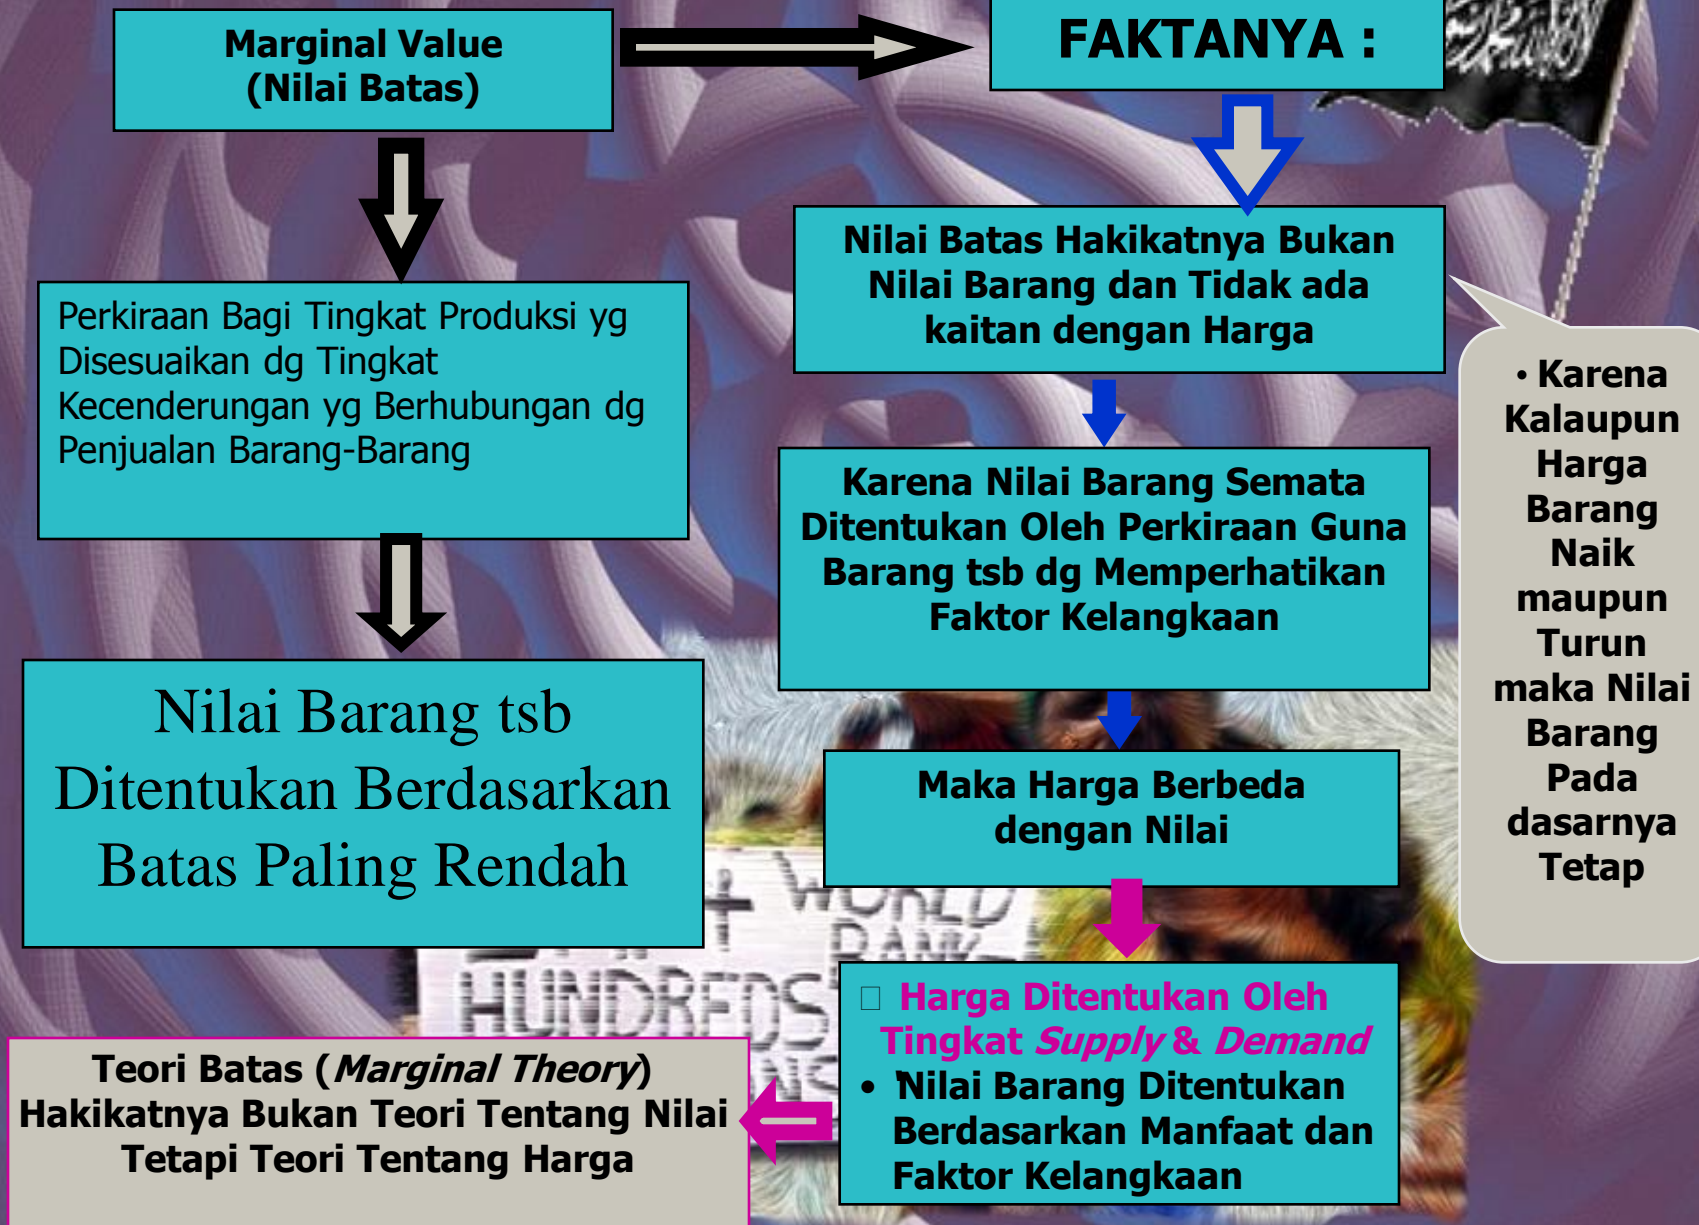 Marginal Value
(Nilai Batas)
FAKTANYA :
Perkiraan Bagi Tingkat Produksi yg
Disesuaikan dg Tingkat
Kecenderungan yg Berhubungan dg
Penjualan Barang-Barang
Nilai Barang tsb
Ditentukan Berdasarkan
Batas Paling Rendah
Nilai Batas Hakikatnya Bukan
Nilai Barang dan Tidak ada
kaitan dengan Harga
• Karena
Kalaupun
Harga
Barang
Naik
maupun
Turun
maka Nilai
Barang
Pada
dasarnya
Tetap
Karena Nilai Barang Semata
Ditentukan Oleh Perkiraan Guna
Barang tsb dg Memperhatikan
Faktor Kelangkaan
Maka Harga Berbeda
dengan Nilai
Harga Ditentukan Oleh
Tingkat Supply & Demand
• Nilai Barang Ditentukan
Berdasarkan Manfaat dan
Faktor Kelangkaan
Teori Batas (Marginal Theory)
Hakikatnya Bukan Teori Tentang Nilai
Tetapi Teori Tentang Harga
WORLD
BANK
HUNDREDS